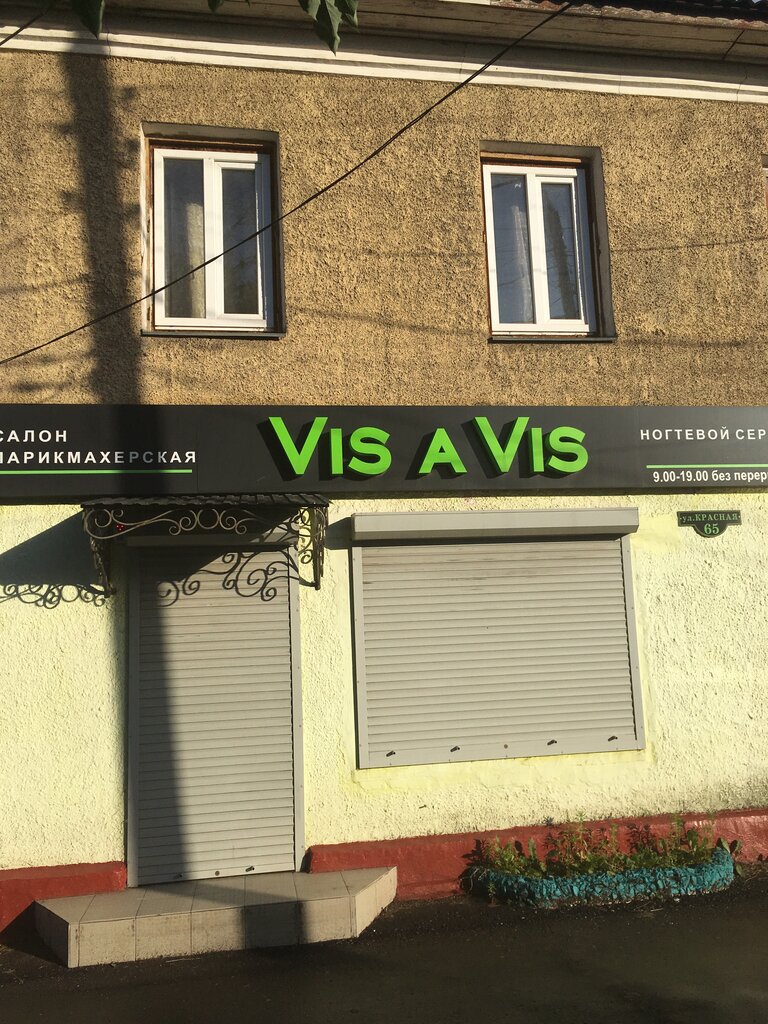 САЛОН
ПАРИКМАХЕРСКАЯ
VIS A VIS
НОГТЕВОЙ СЕР
9.00-19.00 без перер
ул.КРАСНАЯ
65